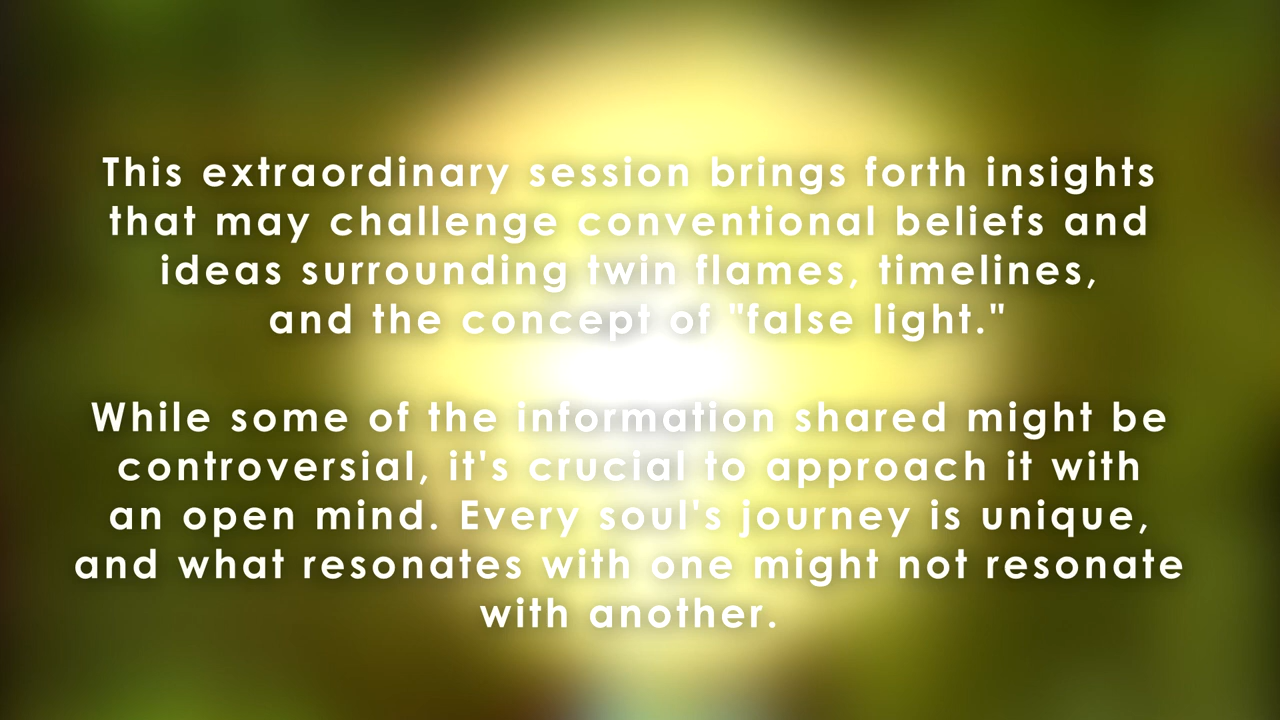 This extraordinary session brings forth insights
that may challenge conventional beliefs and
ideas surrounding twin flames, timelines,
and the concept of "false light."
While some of the information shared might be
controversial, it's crucial to approach it with
an open mind. Every soul's journey is unique,
and what resonates with one might not resonate
with another.